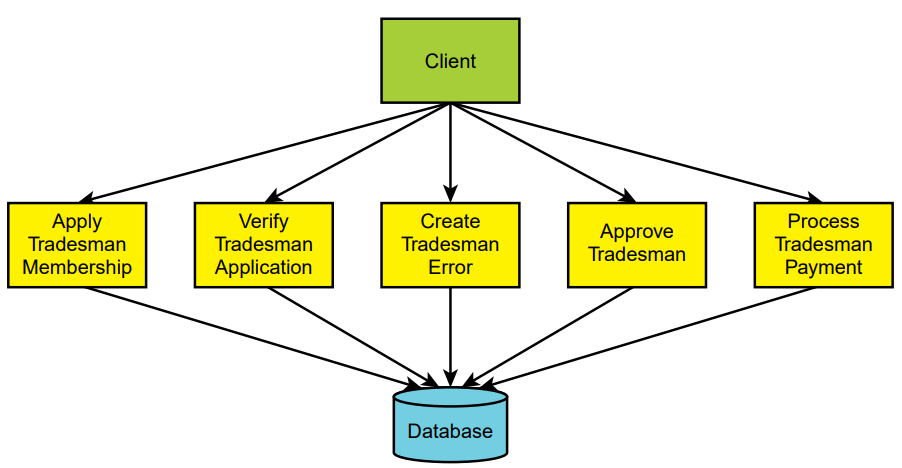 Client
Apply
Tradesman
Membership
Verify
Tradesman
Application
Create
Tradesman
Error
Approve
Tradesman
Process
Tradesman
Payment
Database